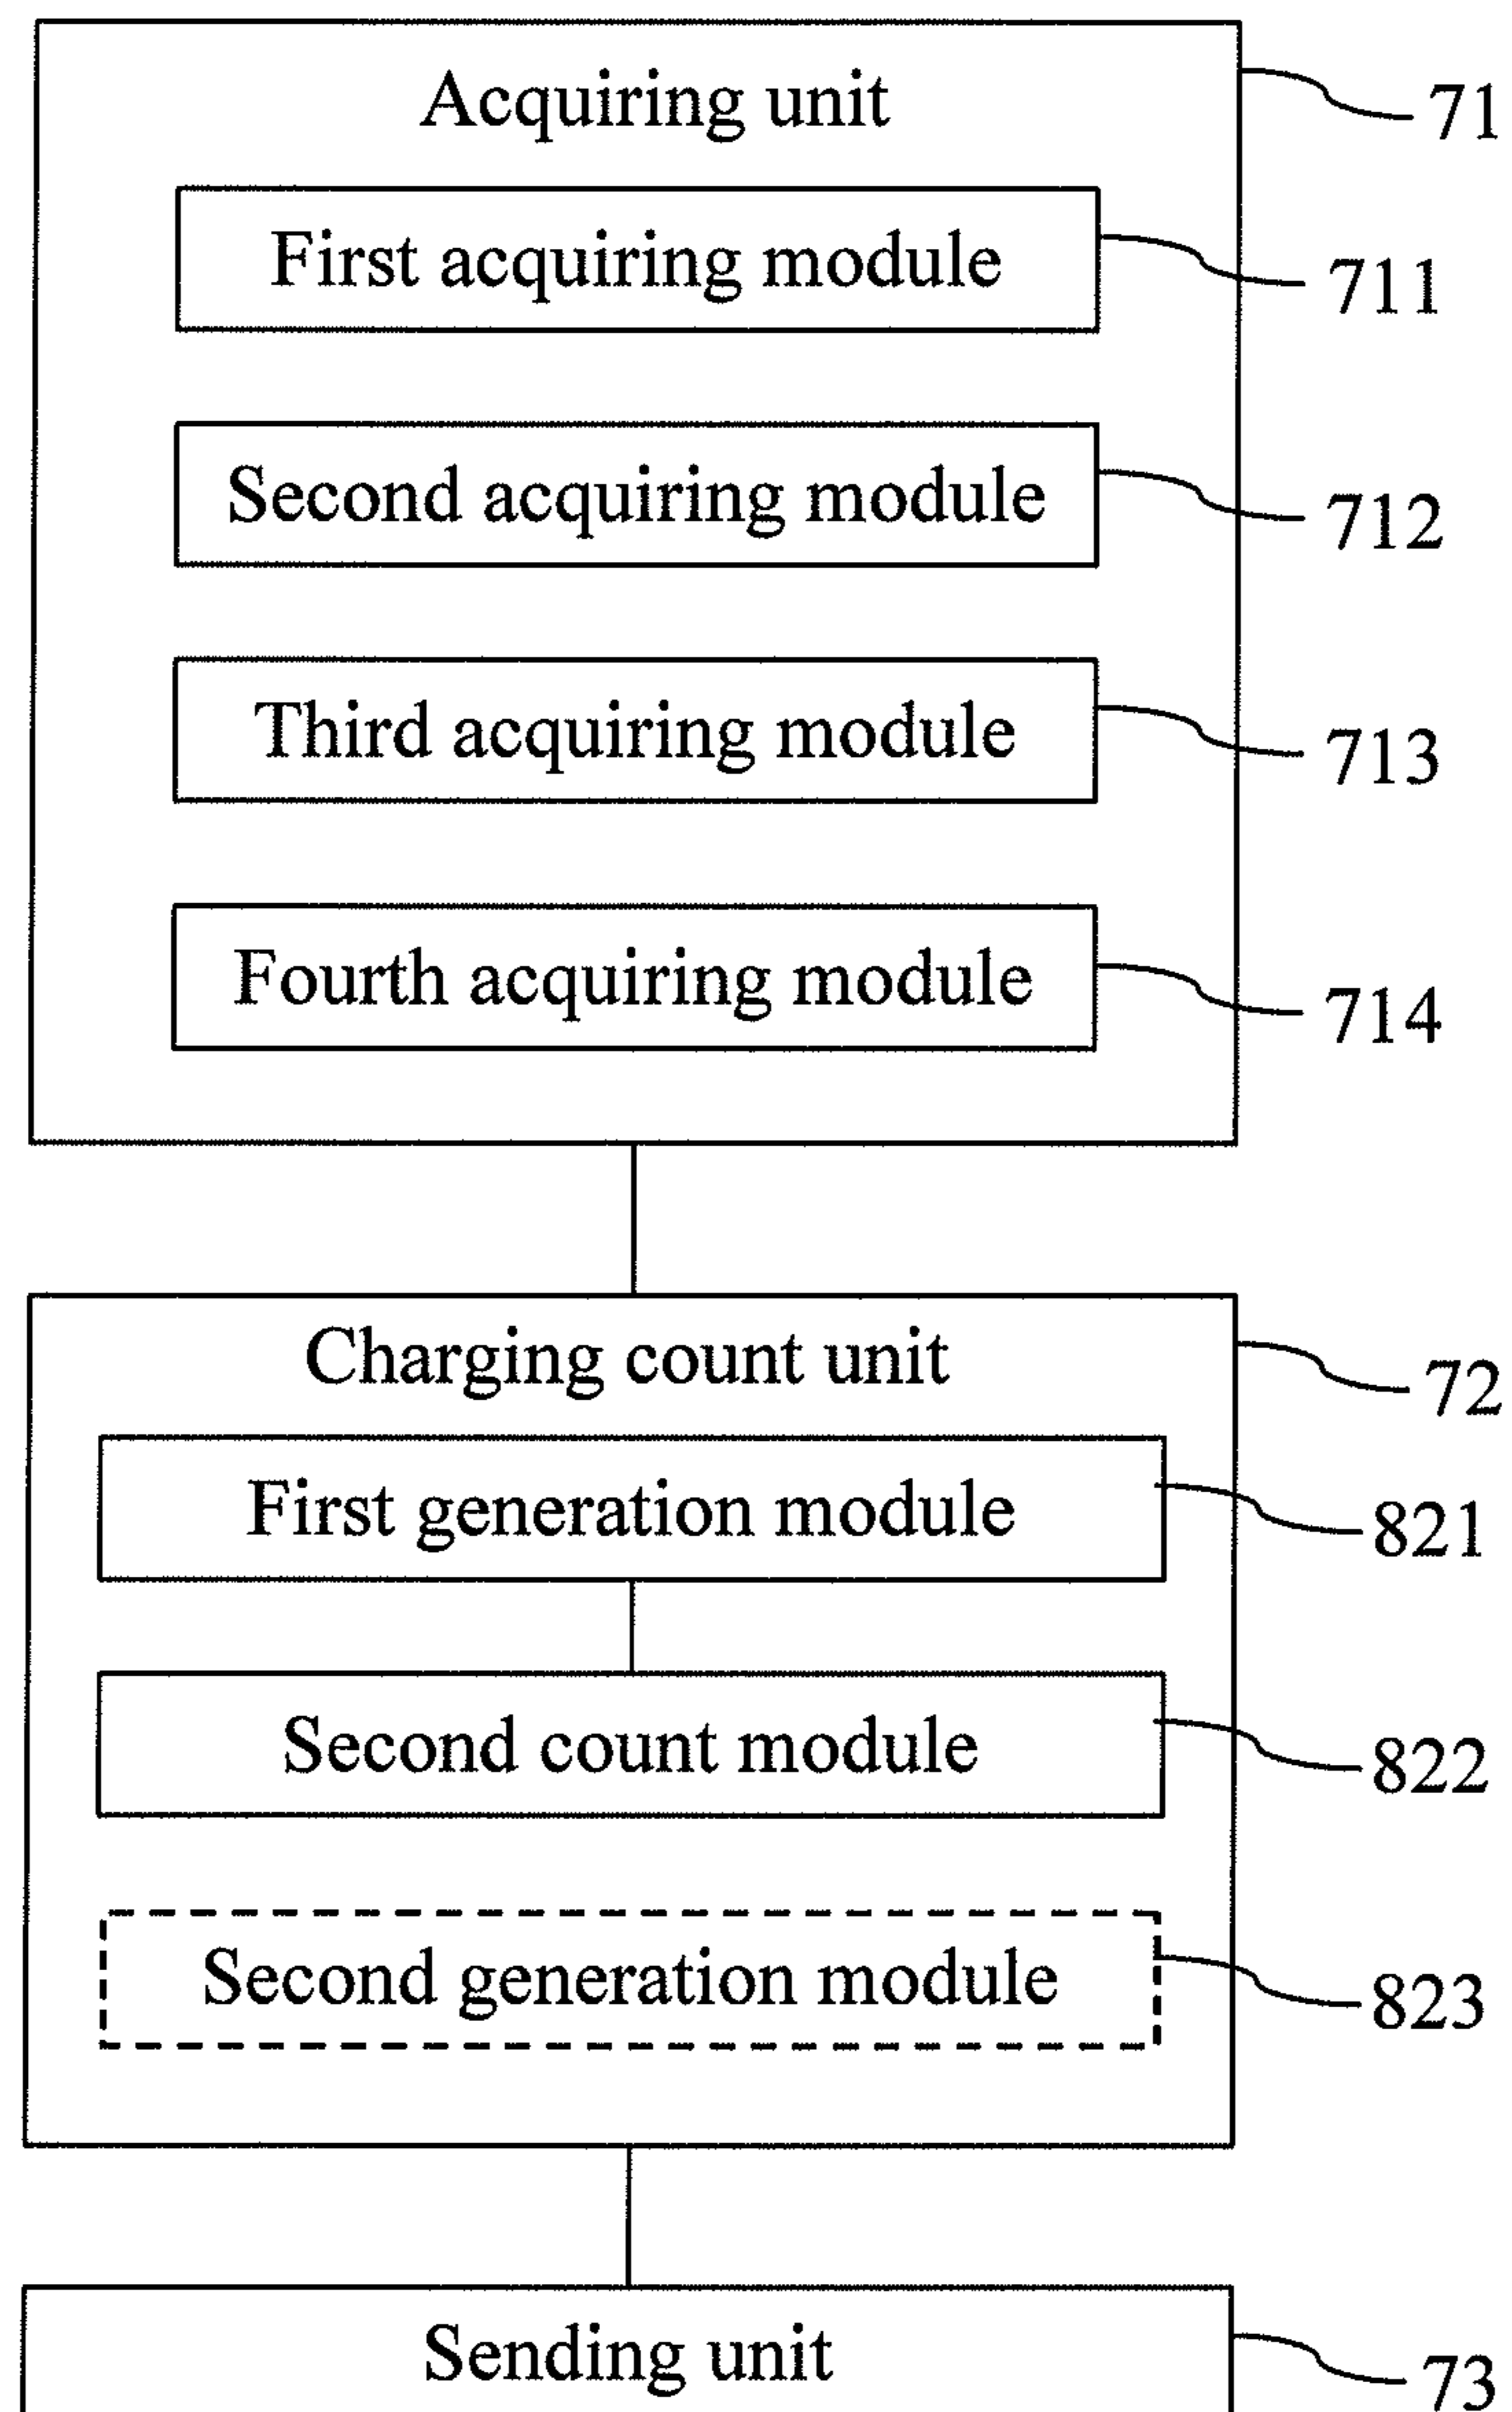 Acquiring unit
71
First acquiring module
711
Second acquiring module
712
Third acquiring module
713
Fourth acquiring module
714
Charging count unit
72
First generation module
821
Second count module
822
Second generation module
823
Sending unit
73